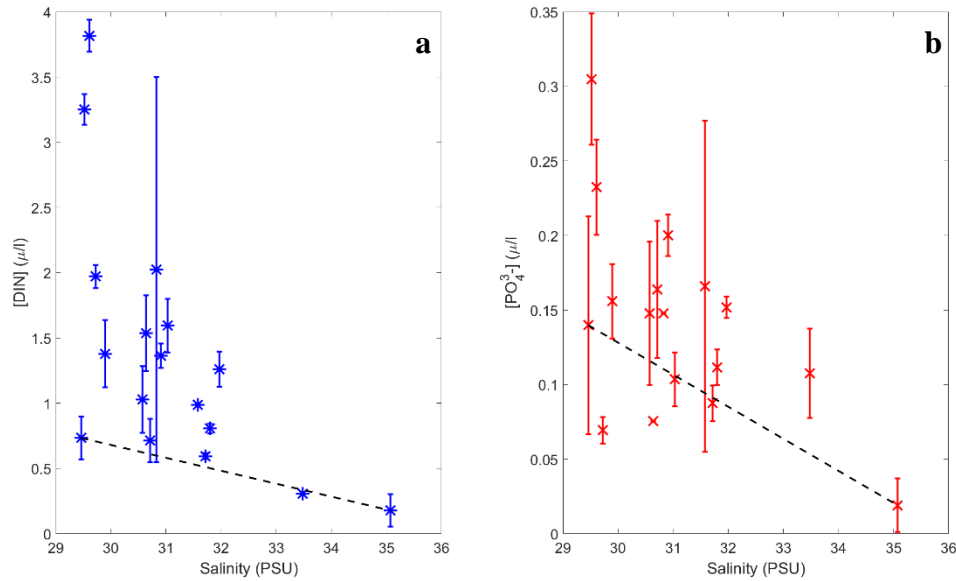 a
4
3.5
3
2.5
2
1.5
1
0.5
0
[DIN] (μ/l)
29 30 31 32 33 34 35 36
Salinity (PSU)
b
0.35
0.3
0.25
0.2
0.15
0.1
0.05
0
[PO₄³-] (μ/l
29 30 31 32 33 34 35 36
Salinity (PSU)